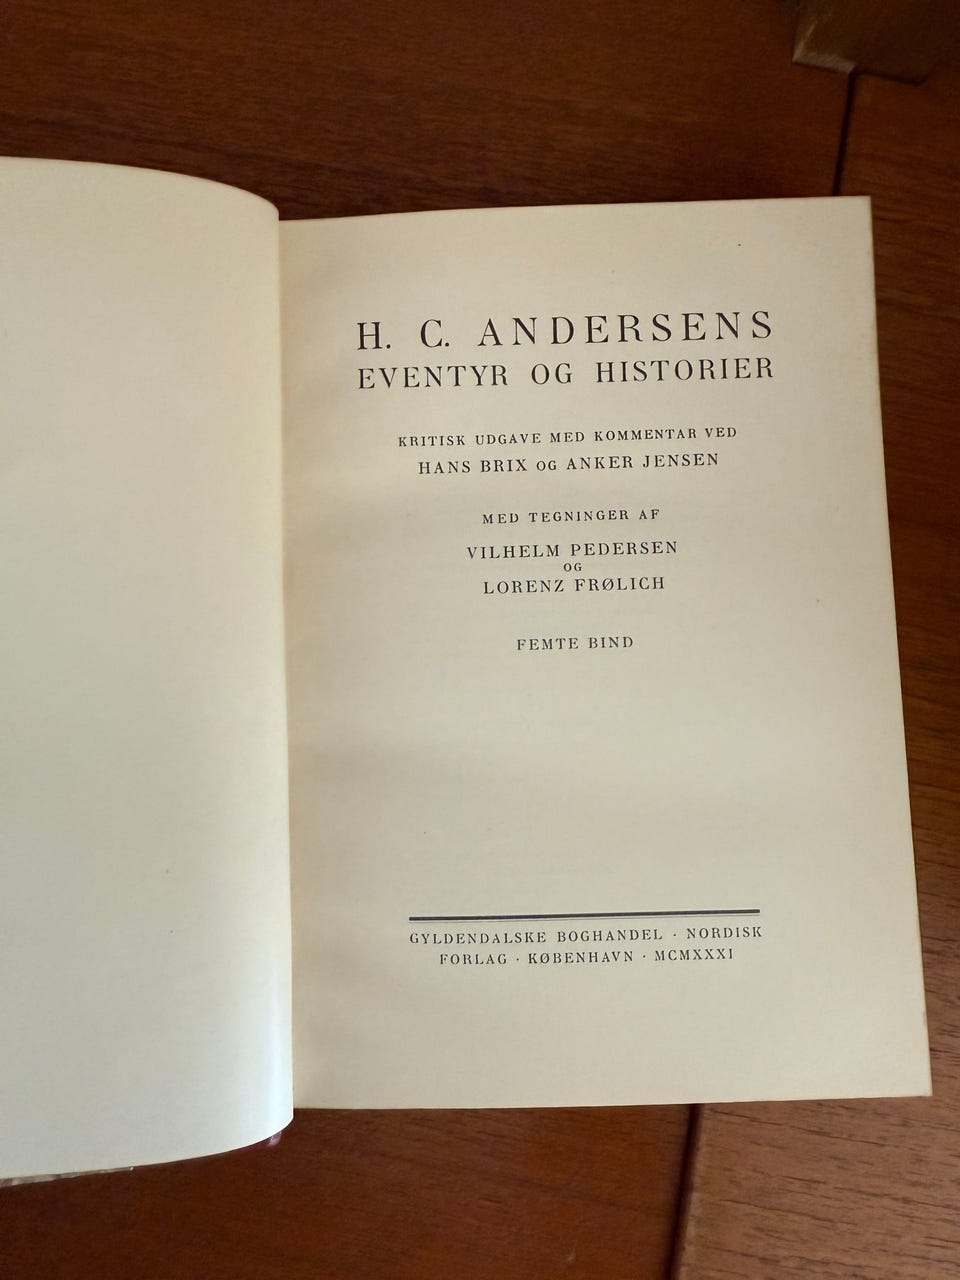 H. C. ANDERSENS
EVENTYR OG HISTORIER
KRITISK UDGAVE MED KOMMENTAR VED
HANS BRIX OG ANKER JENSEN
MED TEGNINGER AF
VILHELM PEDERSEN
OG
LORENZ FRØLICH
FEMTE BIND
GYLDENDALSKE BOGHANDEL · NORDISK
FORLAG · KØBENHAVN · MCMXXXI